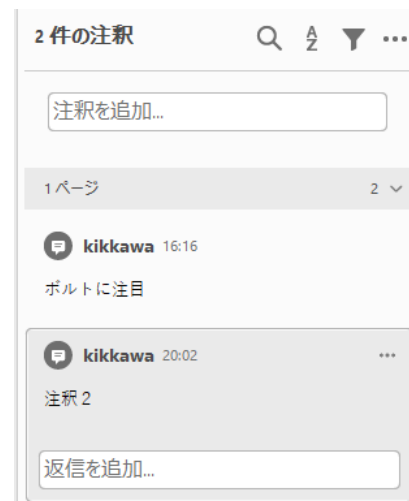 2 件の注釈
注釈を追加...
1 ページ 2
kikkawa 16:16
ボルトに注目
kikkawa 20:02
注釈 2
返信を追加...